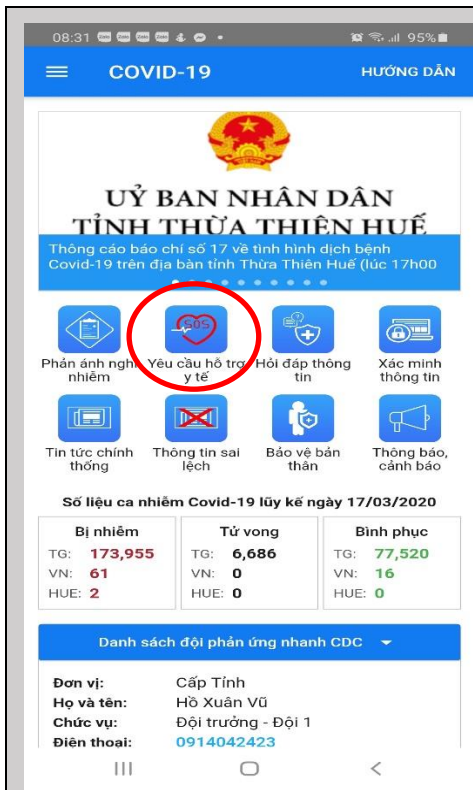 08:31 Zalo Zalo Zalo Zalo 95%
COVID-19 HƯỚNG DẪN
UỶ BAN NHÂN DÂN
TỈNH THỪA THIÊN HUẾ
Thông cáo báo chí số 17 về tình hình dịch bệnh
Covid-19 trên địa bàn tỉnh Thừa Thiên Huế (lúc 17h00
SOS
Phản ánh nghi Yêu cầu hỗ trợ Hỏi đáp thông Xác minh
nhiễm y tế tin thông tin
Tin tức chính Thông tin sai Bảo vệ bản Thông báo,
thống lệch thân cảnh báo
Số liệu ca nhiễm Covid-19 lũy kế ngày 17/03/2020
Bị nhiễm Tử vong Bình phục
TG: 173,955 TG: 6,686 TG: 77,520
VN: 61 VN: 0 VN: 16
HUE: 2 HUE: 0 HUE: 0
Danh sách đội phản ứng nhanh CDC
Đơn vị: Cấp Tỉnh
Họ và tên: Hồ Xuân Vũ
Chức vụ: Đội trưởng - Đội 1
Điện thoại: 0914042423